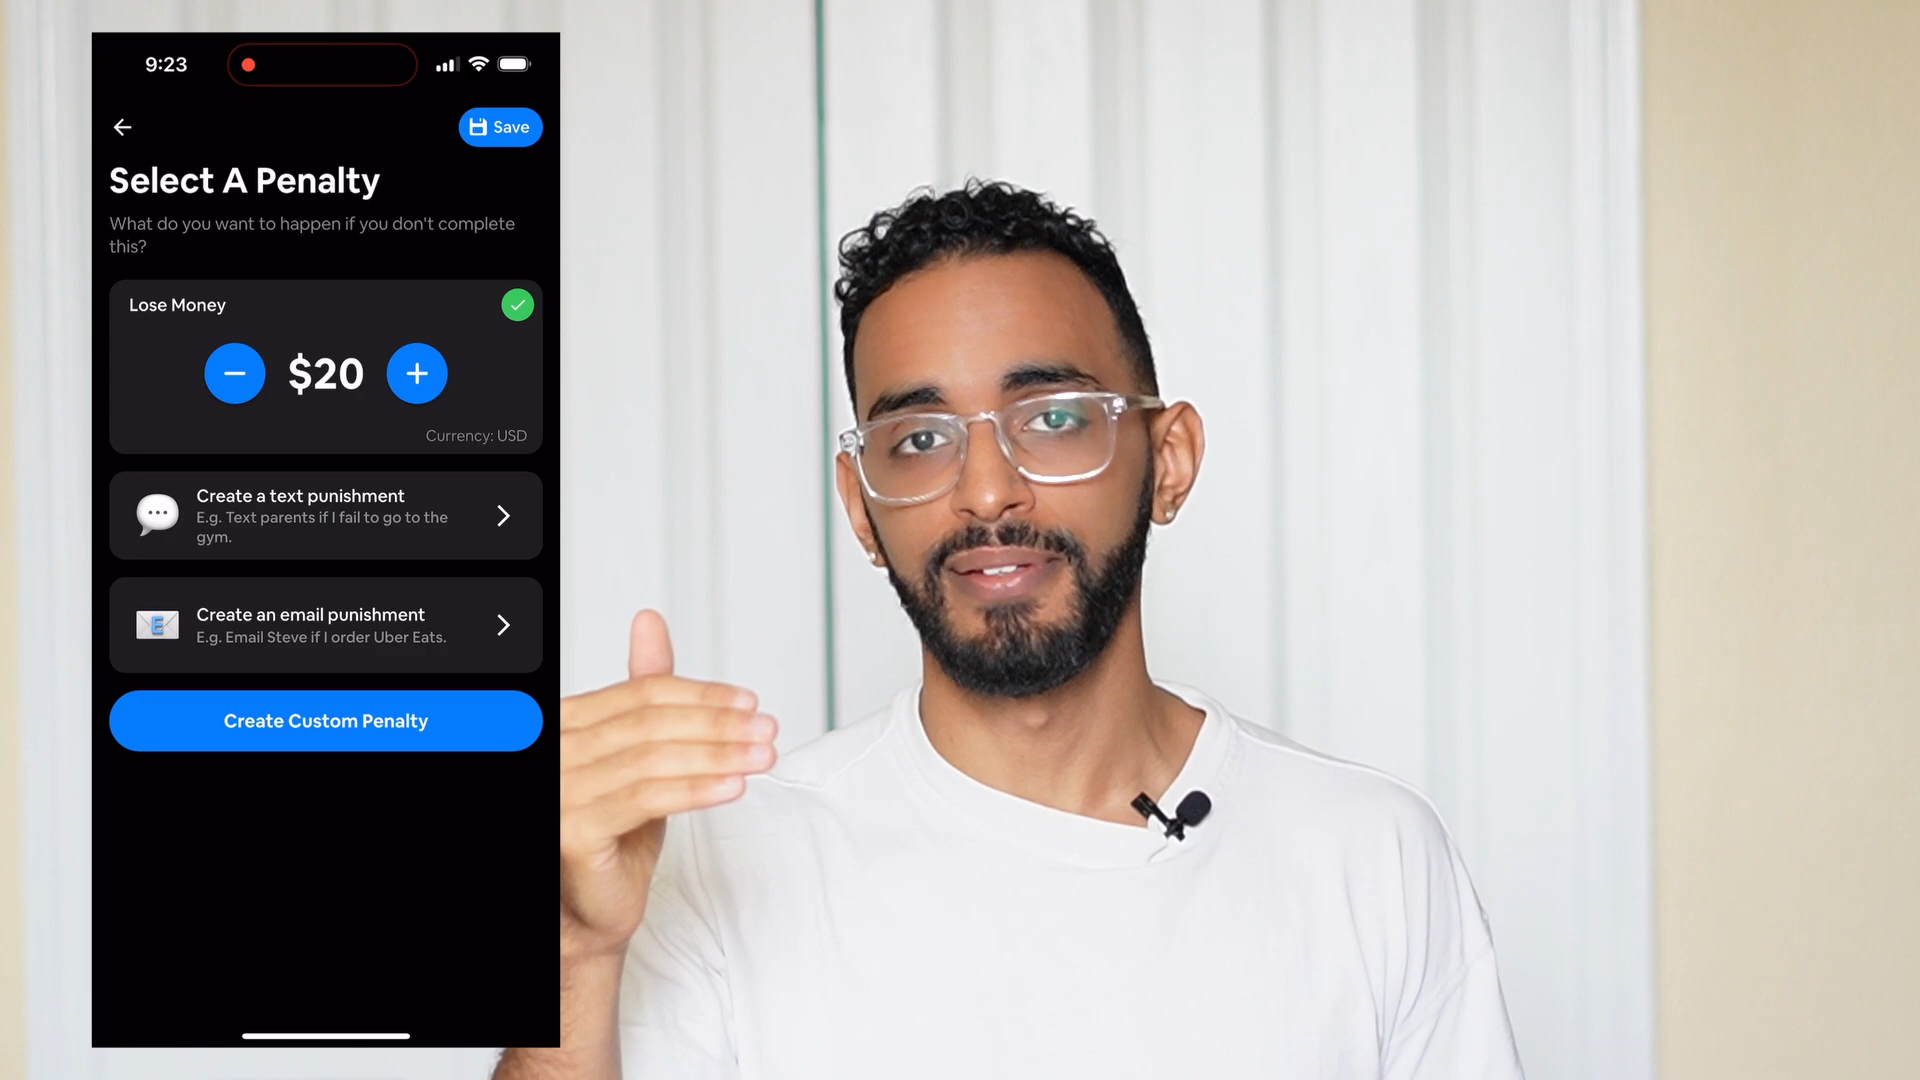 9:23
Save
Select A Penalty
What do you want to happen if you don't complete
this?
Lose Money
$20
Currency: USD
Create a text punishment
E.g. Text parents if I fail to go to the
gym.
E
Create an email punishment
E.g. Email Steve if I order Uber Eats.
Create Custom Penalty